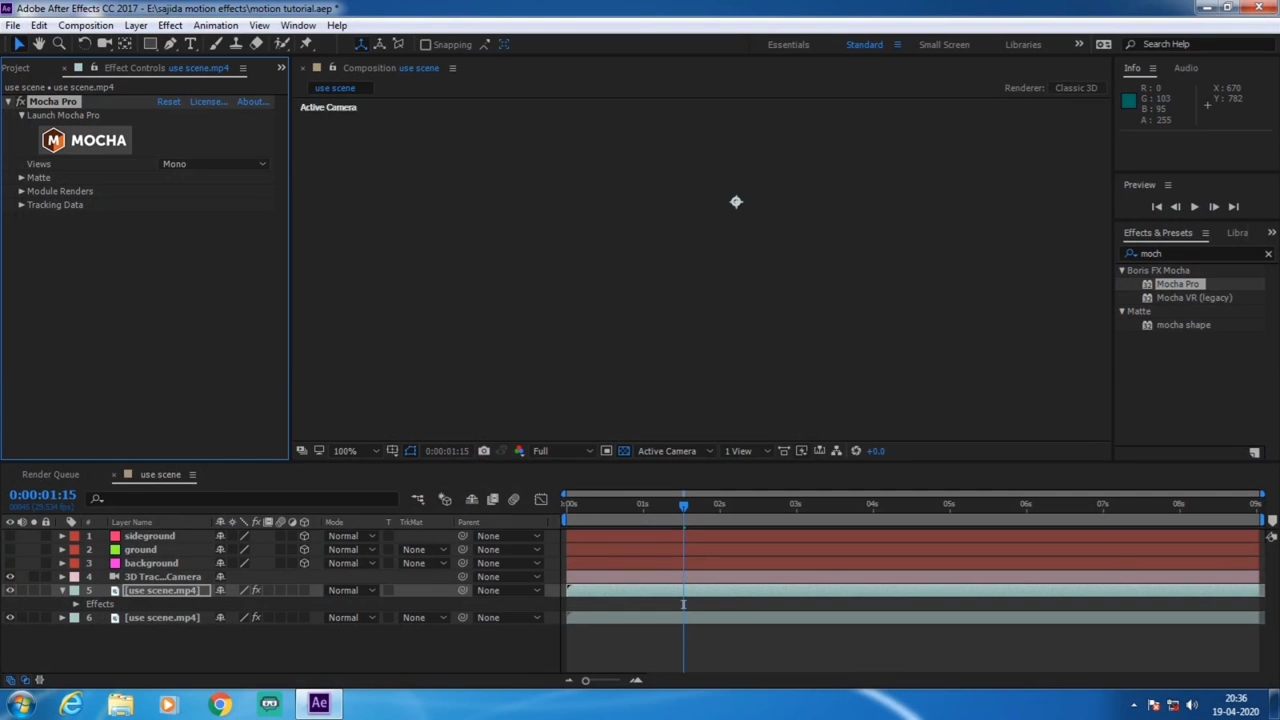 Adobe After Effects CC 2017 - E:\sajida motion effects\motion tutorial.aep *
File Edit Composition Layer Effect Animation View Window Help
Snapping Essentials Standard Small Screen Libraries Search Help
Project Effect Controls use scene.mp4 Composition use scene Info Audio
use scene • use scene.mp4 use scene Renderer: Classic 3D
fx Mocha Pro Reset License... About... Active Camera
R: 0 X: 670
G: 103 Y: 782
B: 95
A: 255
Launch Mocha Pro
M MOCHA
Views Mono
Matte
Module Renders
Tracking Data
Preview
Effects & Presets Libra
moch
Boris FX Mocha
Mocha Pro
Mocha VR (legacy)
Matte
mocha shape
100% 0:00:01:15 Full Active Camera 1 View +0.0
Render Queue use scene
0:00:01:15
00045 (29.334 fps)
:00s 01s 02s 03s 04s 05s 06s 07s 08s 09s
# Layer Name fx Mode T TrkMat Parent
1 sideground Normal None
2 ground Normal None None
3 background Normal None None
4 3D Trac...Camera None
5 [use scene.mp4] fx Normal None None
Effects
6 [use scene.mp4] fx Normal None None
Ae
20:36
19-04-2020